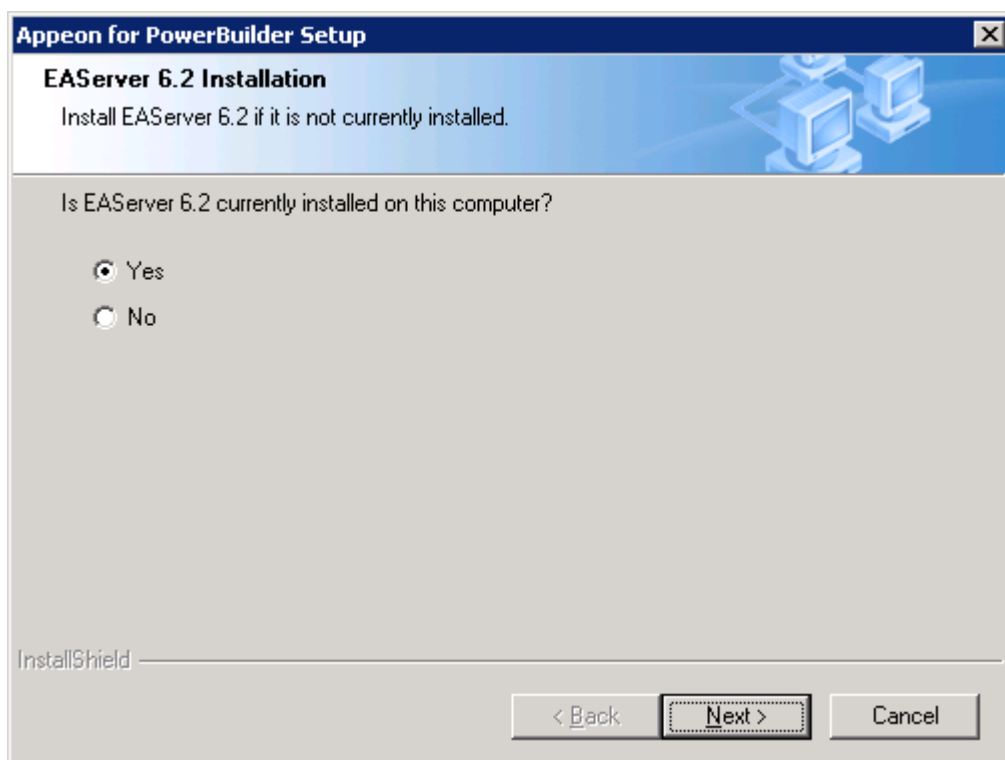 Appeon for PowerBuilder Setup
EAServer 6.2 Installation
Install EAServer 6.2 if it is not currently installed.
Is EAServer 6.2 currently installed on this computer?
Yes
No
InstallShield
< Back
Next >
Cancel